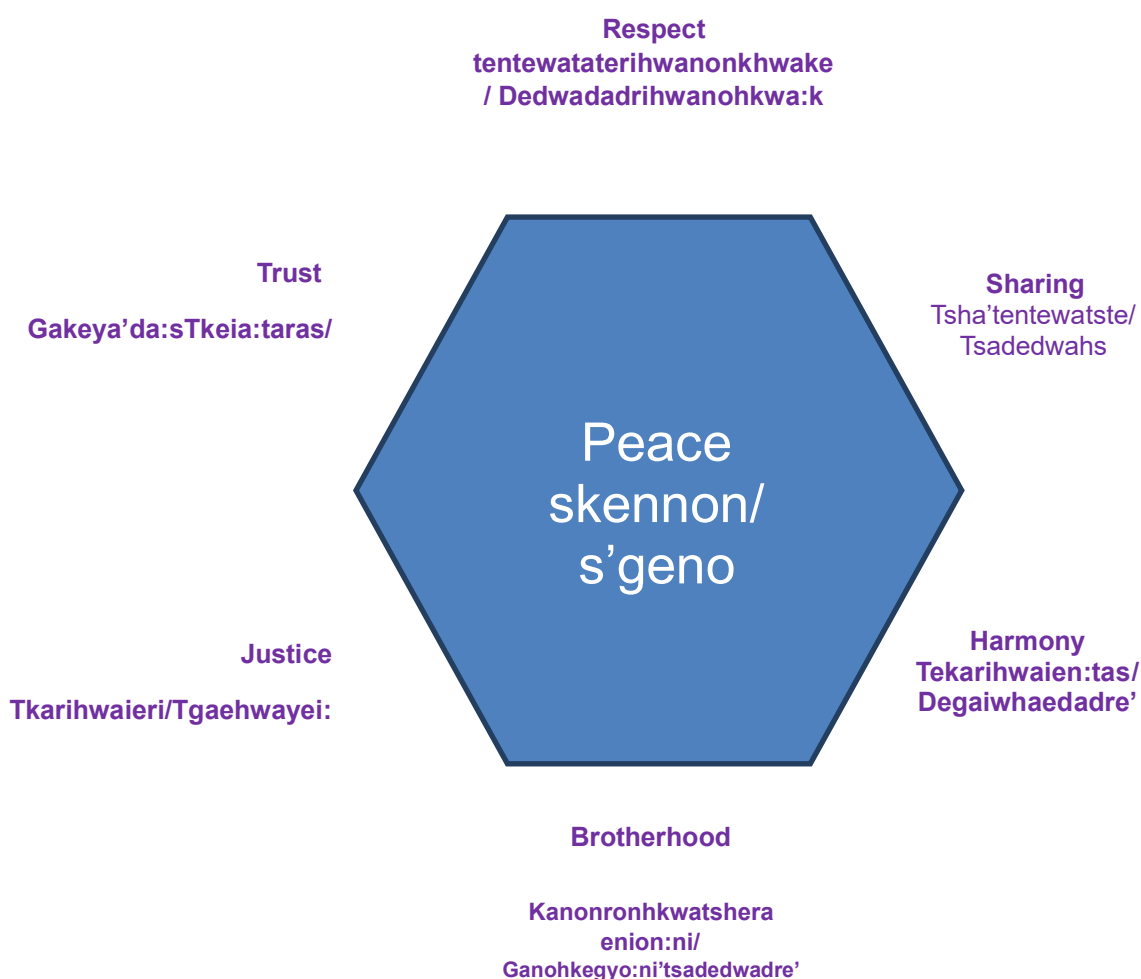 Respect
tentewataterihwanonkhwake
/ Dedwadadrihwanohkwa:k
Trust
Gakeya’da:sTkeia:taras/
Sharing
Tsha’tentewatste/
Tsadedwahs
Peace
skennon/
s’geno
Justice
Tkarihwaieri/Tgaehwayei:
Harmony
Tekarihwaien:tas/
Degaiwhaedadre’
Brotherhood
Kanonronhkwatshera
enion:ni/
Ganohkegyo:ni’tsadedwadre’